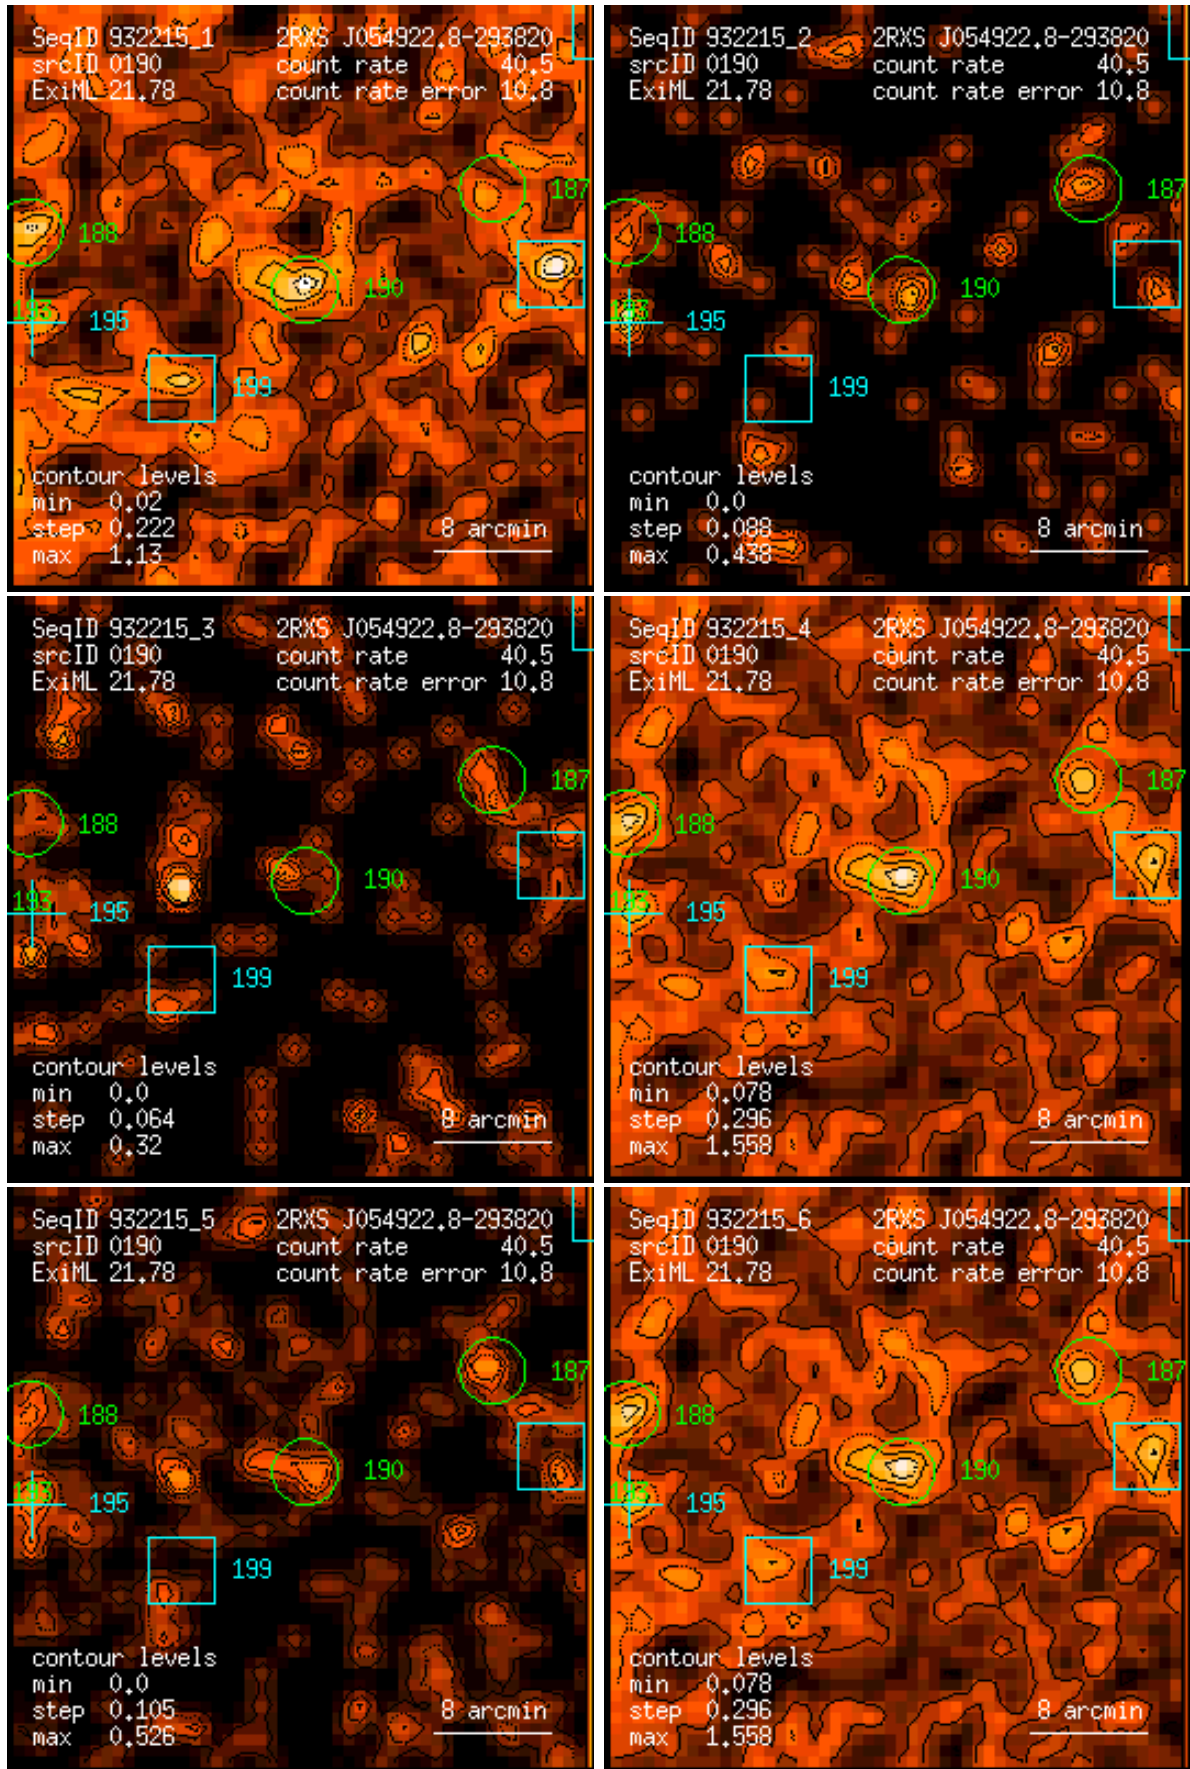 SeqID 932215_1 2RXS J054922.8-293820
srcID 0190 count rate 40.5
ExiML 21.78 count rate error 10.8
187
188
190
193 195
199
contour levels
min 0.02
step 0.222 8 arcmin
max 1.13
SeqID 932215_2 2RXS J054922.8-293820
srcID 0190 count rate 40.5
ExiML 21.78 count rate error 10.8
187
188
190
193 195
199
contour levels
min 0.0
step 0.088 8 arcmin
max 0.438
SeqID 932215_3 2RXS J054922.8-293820
srcID 0190 count rate 40.5
ExiML 21.78 count rate error 10.8
187
188
190
193 195
199
contour levels
min 0.0
step 0.064 8 arcmin
max 0.32
SeqID 932215_4 2RXS J054922.8-293820
srcID 0190 count rate 40.5
ExiML 21.78 count rate error 10.8
187
188
190
193 195
199
contour levels
min 0.078
step 0.296 8 arcmin
max 1.558
SeqID 932215_5 2RXS J054922.8-293820
srcID 0190 count rate 40.5
ExiML 21.78 count rate error 10.8
187
188
190
193 195
199
contour levels
min 0.0
step 0.105 8 arcmin
max 0.526
SeqID 932215_6 2RXS J054922.8-293820
srcID 0190 count rate 40.5
ExiML 21.78 count rate error 10.8
187
188
190
193 195
199
contour levels
min 0.078
step 0.296 8 arcmin
max 1.558